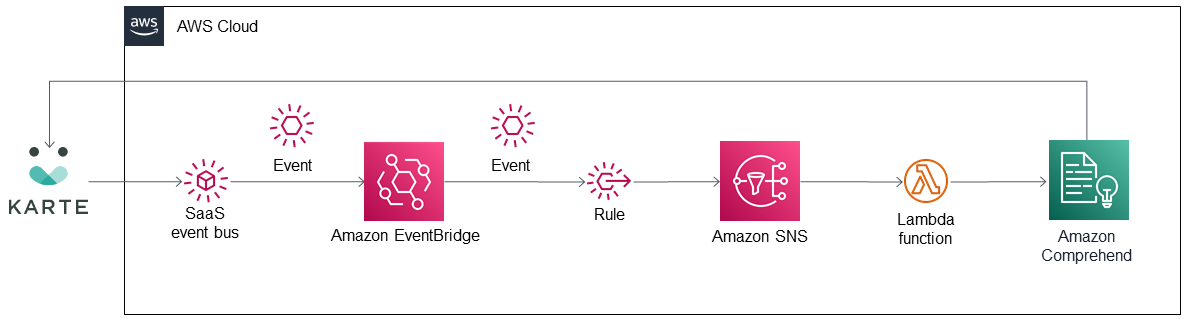 aws
AWS Cloud
Event
Event
KARTE
SaaS
event bus
Amazon EventBridge
Rule
Amazon SNS
Lambda
function
Amazon
Comprehend